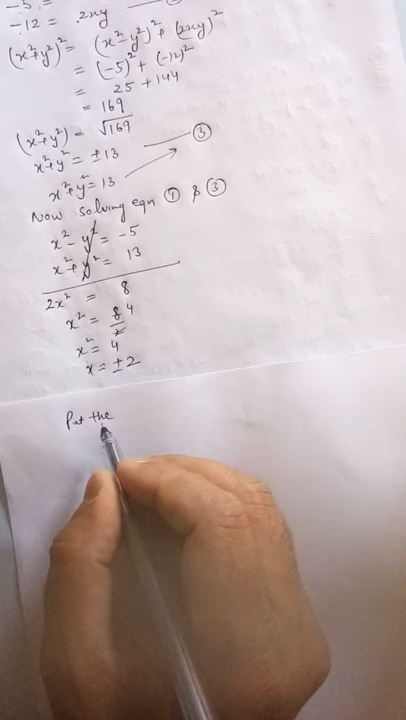 -5 =
-12 = 2xy
(x²+y²)² = (x²-y²)² + (2xy)²
= (-5)² + (-12)²
= 25 + 144
= 169
(x²+y²) = √169
x²+y² = ±13 ③
x²+y² = 13
Now solving eqn ① & ③
x² - y² = -5
x² + y² = 13
2x² = 8
x² = 8/2 4
x² = 4
x = ±2
Put the